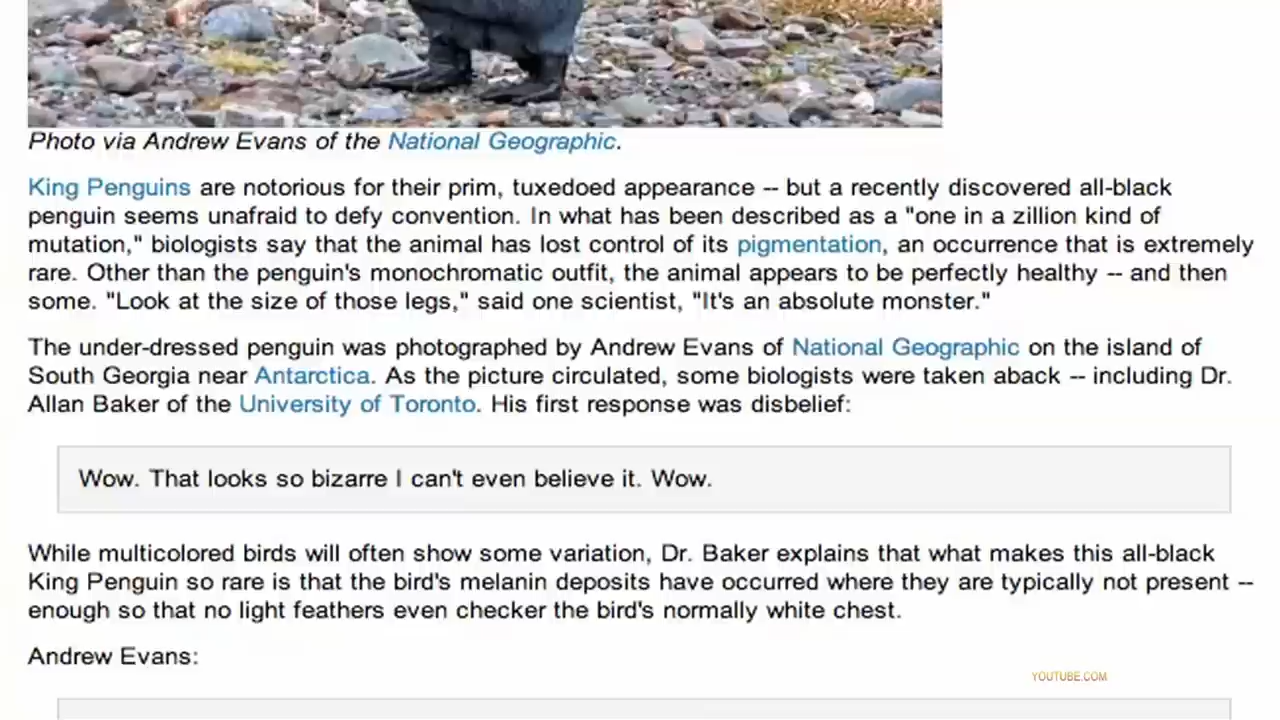 Photo via Andrew Evans of the National Geographic.
King Penguins are notorious for their prim, tuxedoed appearance -- but a recently discovered all-black
penguin seems unafraid to defy convention. In what has been described as a "one in a zillion kind of
mutation," biologists say that the animal has lost control of its pigmentation, an occurrence that is extremely
rare. Other than the penguin's monochromatic outfit, the animal appears to be perfectly healthy -- and then
some. "Look at the size of those legs," said one scientist, "It's an absolute monster."
The under-dressed penguin was photographed by Andrew Evans of National Geographic on the island of
South Georgia near Antarctica. As the picture circulated, some biologists were taken aback -- including Dr.
Allan Baker of the University of Toronto. His first response was disbelief:
Wow. That looks so bizarre I can't even believe it. Wow.
While multicolored birds will often show some variation, Dr. Baker explains that what makes this all-black
King Penguin so rare is that the bird's melanin deposits have occurred where they are typically not present --
enough so that no light feathers even checker the bird's normally white chest.
Andrew Evans:
YOUTUBE.COM